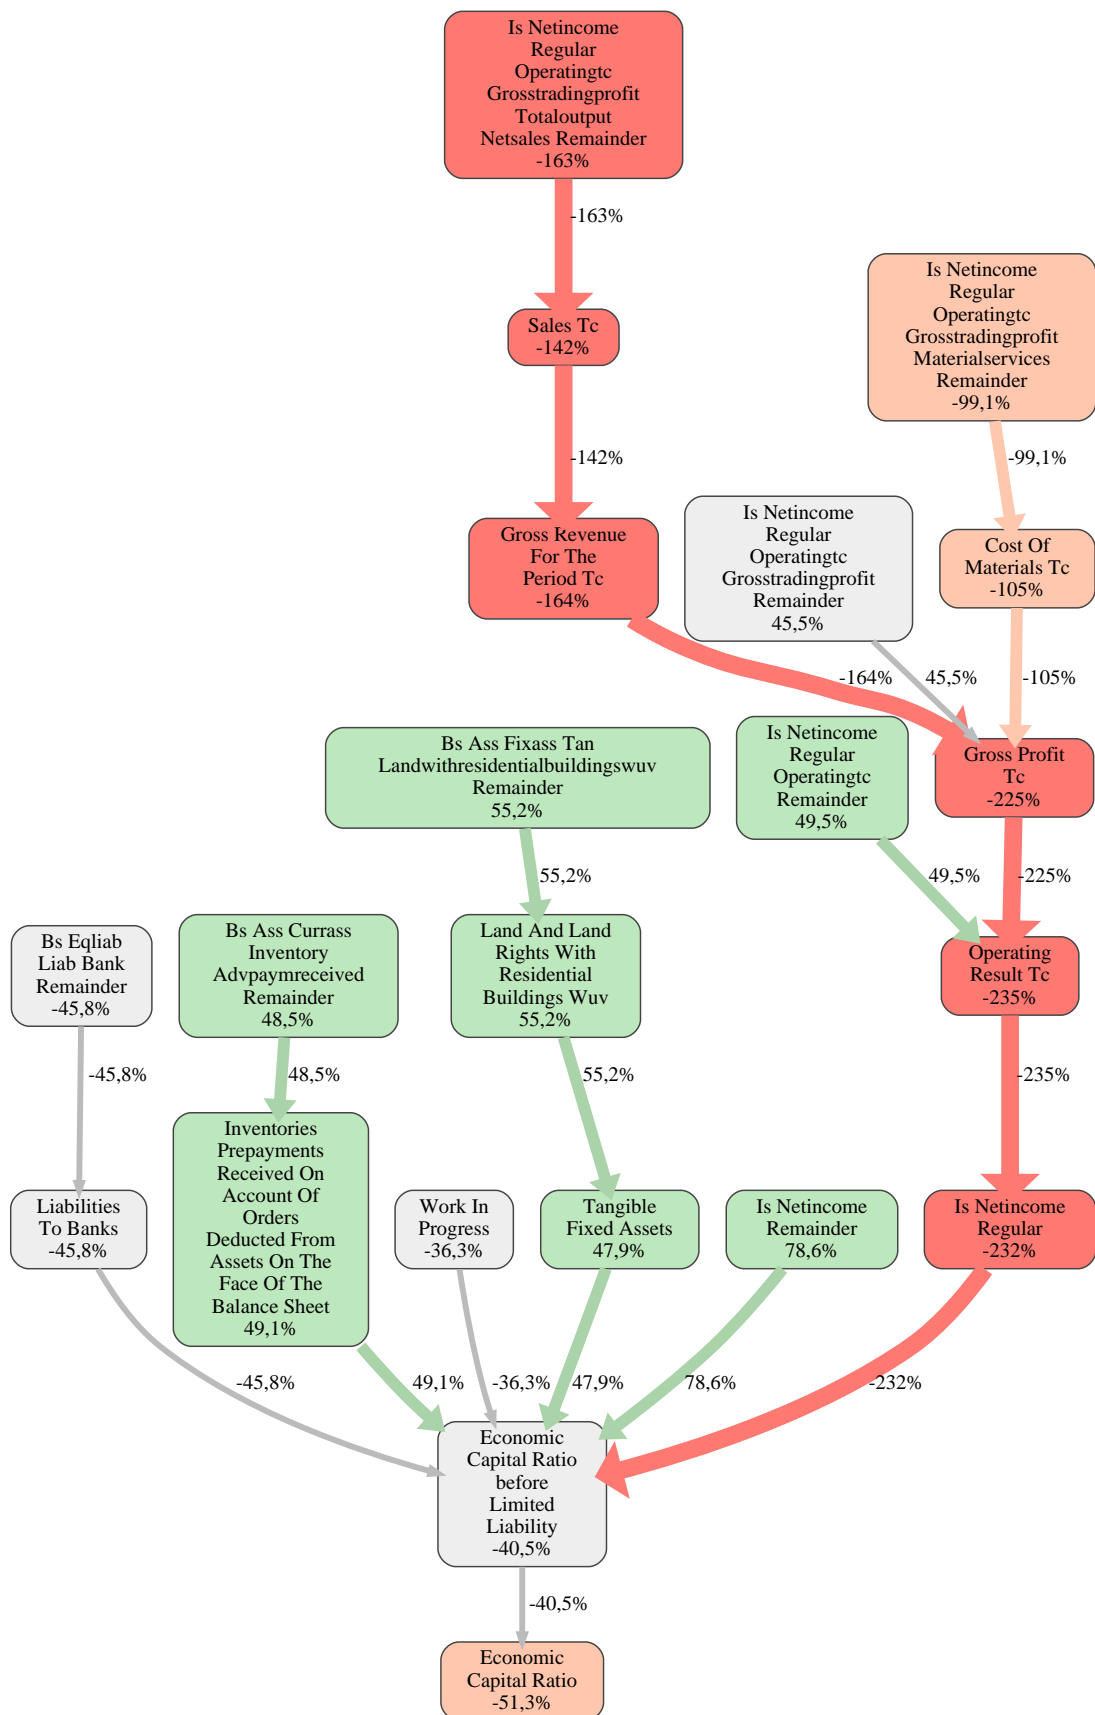 Is Netincome
Regular
Operatingtc
Grosstradingprofit
Totaloutput
Netsales Remainder
-163%
-163%
Sales Tc
-142%
Is Netincome
Regular
Operatingtc
Grosstradingprofit
Materialservices
Remainder
-99,1%
-142%
-99,1%
Gross Revenue
For The
Period Tc
-164%
Is Netincome
Regular
Operatingtc
Grosstradingprofit
Remainder
45,5%
Cost Of
Materials Tc
-105%
-164%
45,5%
-105%
Bs Ass Fixass Tan
Landwithresidentialbuildingswuv
Remainder
55,2%
Is Netincome
Regular
Operatingtc
Remainder
49,5%
Gross Profit
Tc
-225%
55,2%
49,5%
-225%
Bs Eqliab
Liab Bank
Remainder
-45,8%
Bs Ass Currass
Inventory
Advpaymreceived
Remainder
48,5%
Land And Land
Rights With
Residential
Buildings Wuv
55,2%
Operating
Result Tc
-235%
-45,8%
48,5%
55,2%
-235%
Liabilities
To Banks
-45,8%
Inventories
Prepayments
Received On
Account Of
Orders
Deducted From
Assets On The
Face Of The
Balance Sheet
49,1%
Work In
Progress
-36,3%
Tangible
Fixed Assets
47,9%
Is Netincome
Remainder
78,6%
Is Netincome
Regular
-232%
-45,8%
49,1%
-36,3%
47,9%
78,6%
-232%
Economic
Capital Ratio
before
Limited
Liability
-40,5%
-40,5%
Economic
Capital Ratio
-51,3%